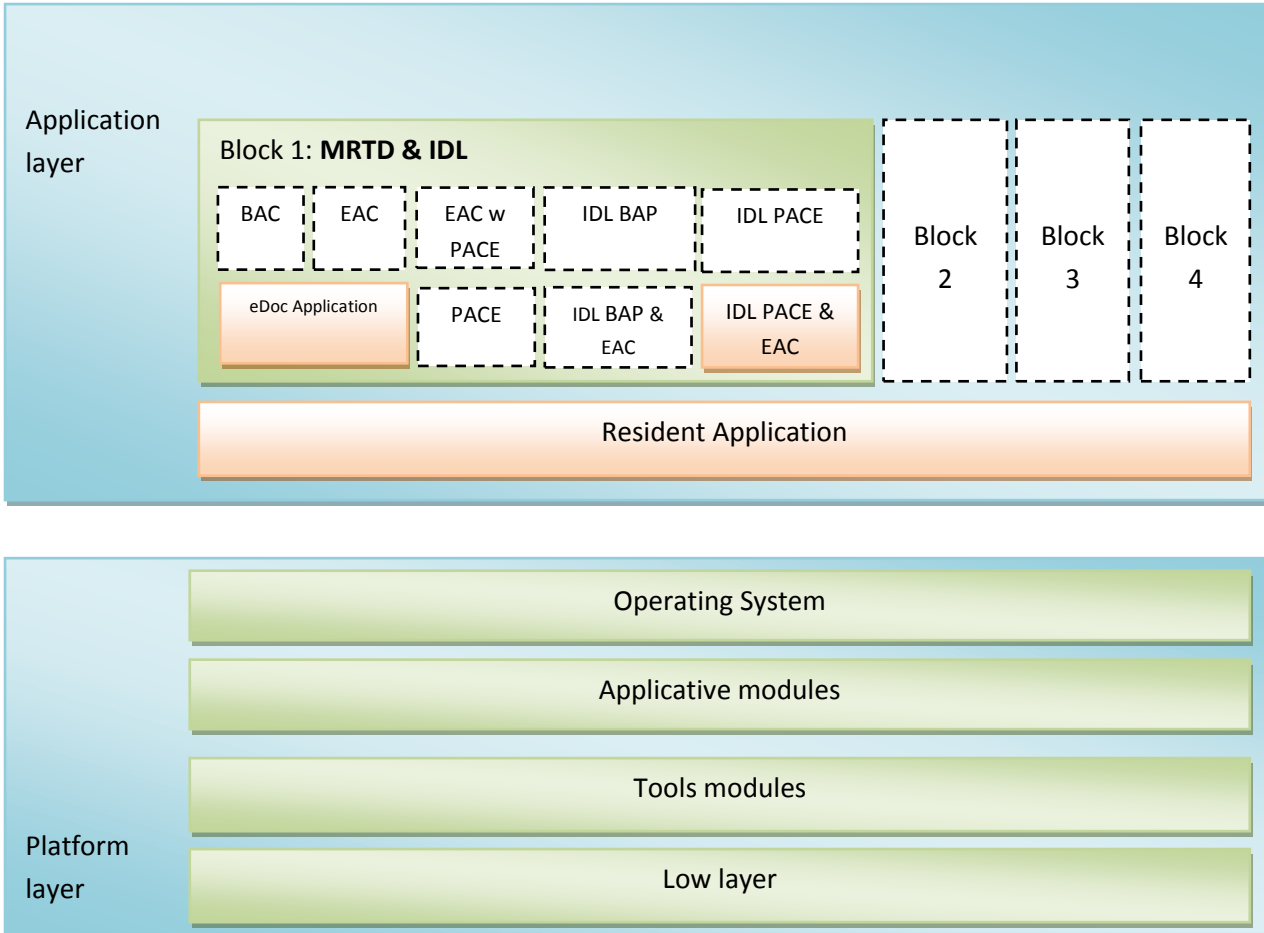 Application
layer
Block 1: MRTD & IDL
BAC
EAC
EAC w
PACE
IDL BAP
IDL PACE
eDoc Application
PACE
IDL BAP &
EAC
IDL PACE &
EAC
Block
2
Block
3
Block
4
Resident Application
Operating System
Applicative modules
Tools modules
Platform
layer
Low layer